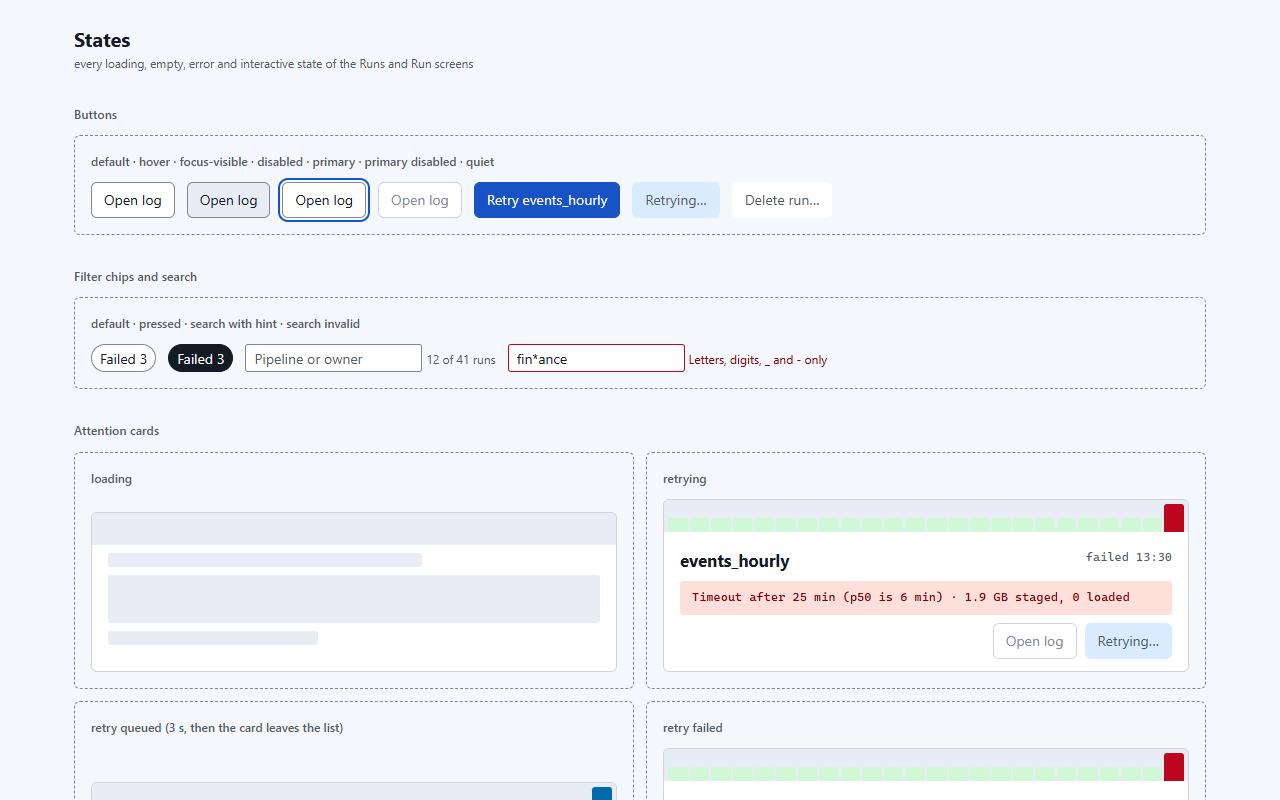 States
every loading, empty, error and interactive state of the Runs and Run screens
Buttons
default · hover · focus-visible · disabled · primary · primary disabled · quiet
Open log Open log Open log Open log Retry events_hourly Retrying... Delete run...
Filter chips and search
default · pressed · search with hint · search invalid
Failed 3 Failed 3 Pipeline or owner 12 of 41 runs fin*ance Letters, digits, _ and - only
Attention cards
loading
retrying
events_hourly failed 13:30
Timeout after 25 min (p50 is 6 min) · 1.9 GB staged, 0 loaded
Open log Retrying...
retry queued (3 s, then the card leaves the list)
retry failed